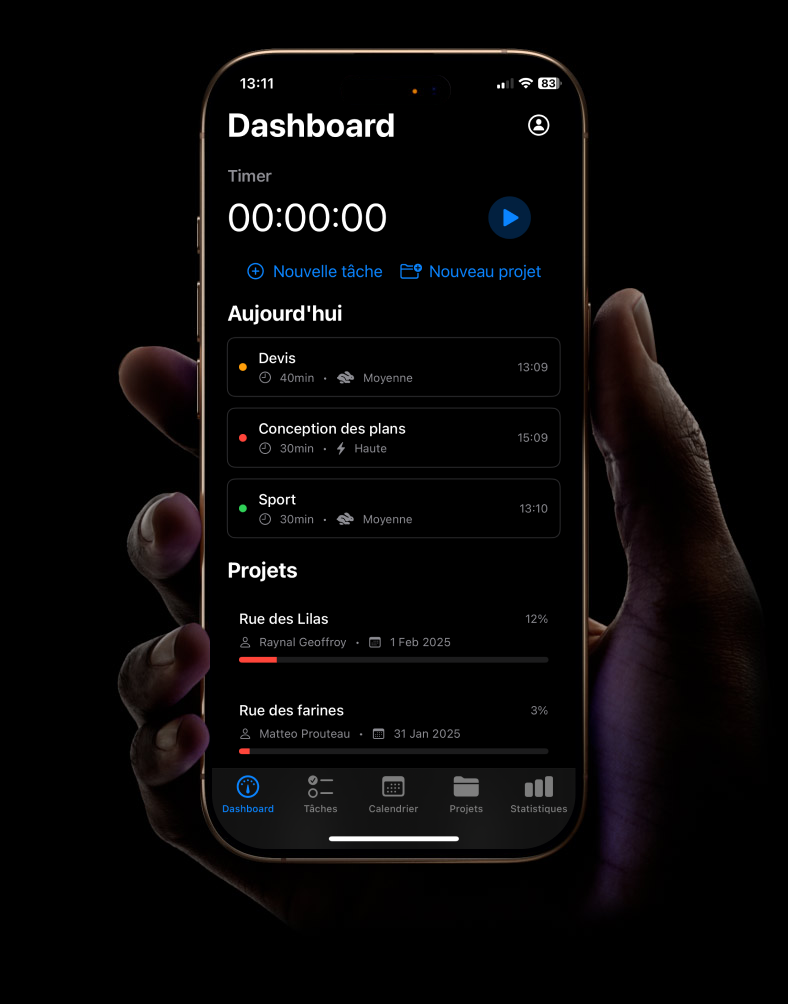 13:11 83
Dashboard
Timer
00:00:00
Nouvelle tâche Nouveau projet
Aujourd'hui
Devis
40min • Moyenne 13:09
Conception des plans
30min • Haute 15:09
Sport
30min • Moyenne 13:10
Projets
Rue des Lilas 12%
Raynal Geoffroy • 1 Feb 2025
Rue des farines 3%
Matteo Prouteau • 31 Jan 2025
Dashboard Tâches Calendrier Projets Statistiques